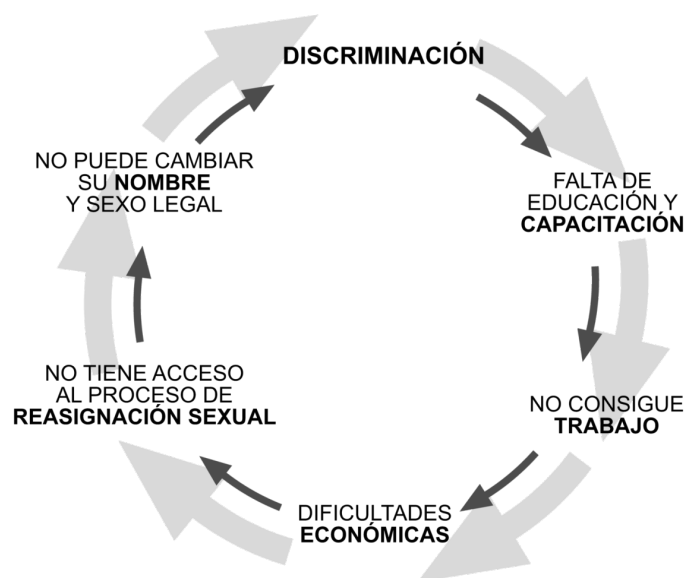 DISCRIMINACIÓN
FALTA DE
EDUCACIÓN Y
CAPACITACIÓN
NO CONSIGUE
TRABAJO
DIFICULTADES
ECONÓMICAS
NO TIENE ACCESO
AL PROCESO DE
REASIGNACIÓN SEXUAL
NO PUEDE CAMBIAR
SU NOMBRE
Y SEXO LEGAL